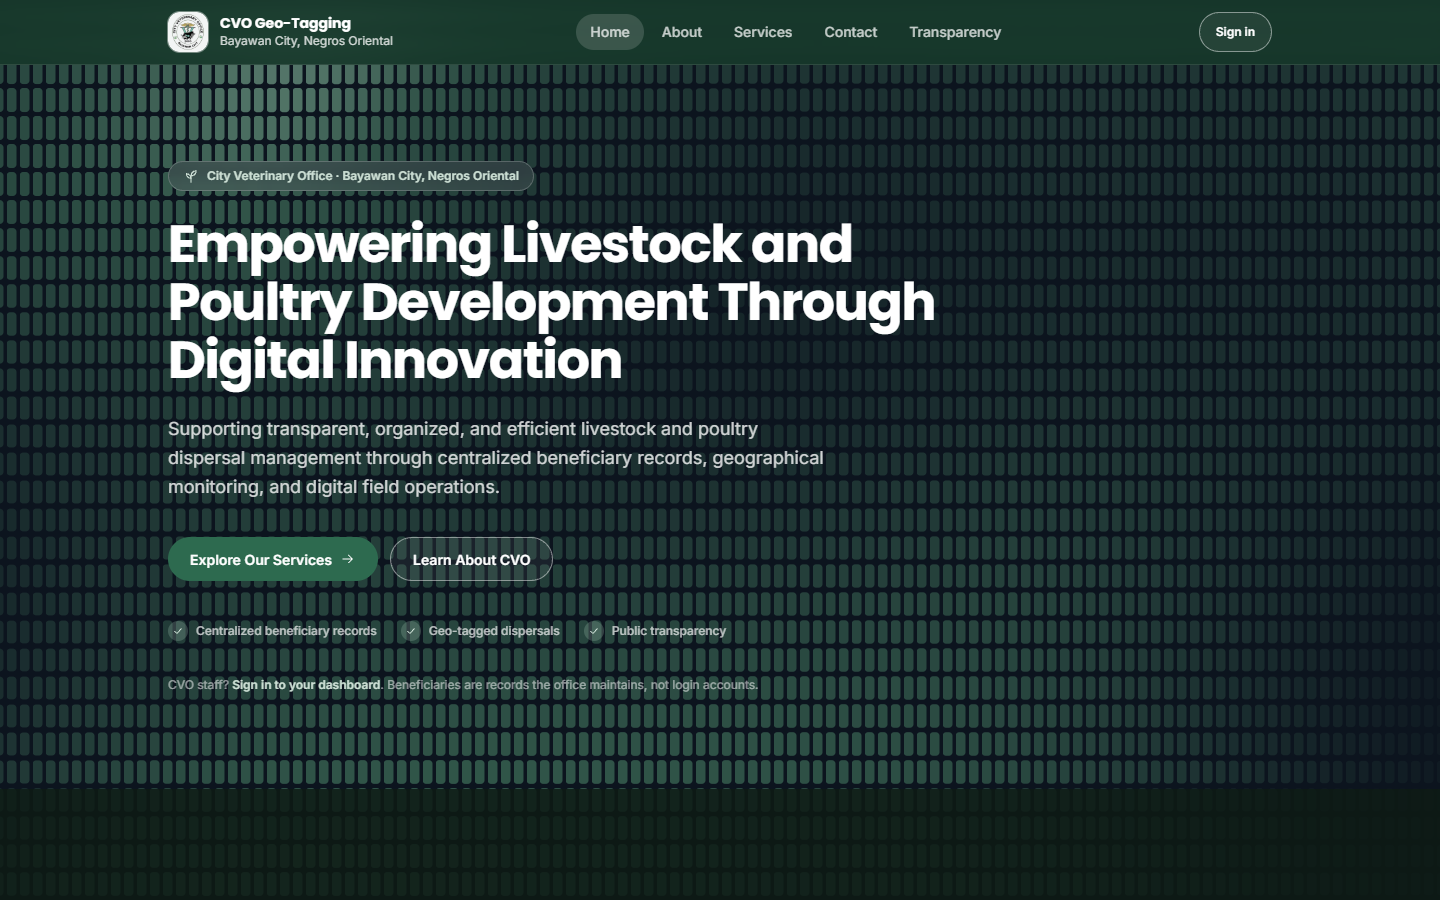 CVO Geo-Tagging
Bayawan City, Negros Oriental
Home
About
Services
Contact
Transparency
Sign in
City Veterinary Office · Bayawan City, Negros Oriental
Empowering Livestock and
Poultry Development Through
Digital Innovation
Supporting transparent, organized, and efficient livestock and poultry
dispersal management through centralized beneficiary records, geographical
monitoring, and digital field operations.
Explore Our Services →
Learn About CVO
Centralized beneficiary records
Geo-tagged dispersals
Public transparency
CVO staff? Sign in to your dashboard. Beneficiaries are records the office maintains, not login accounts.